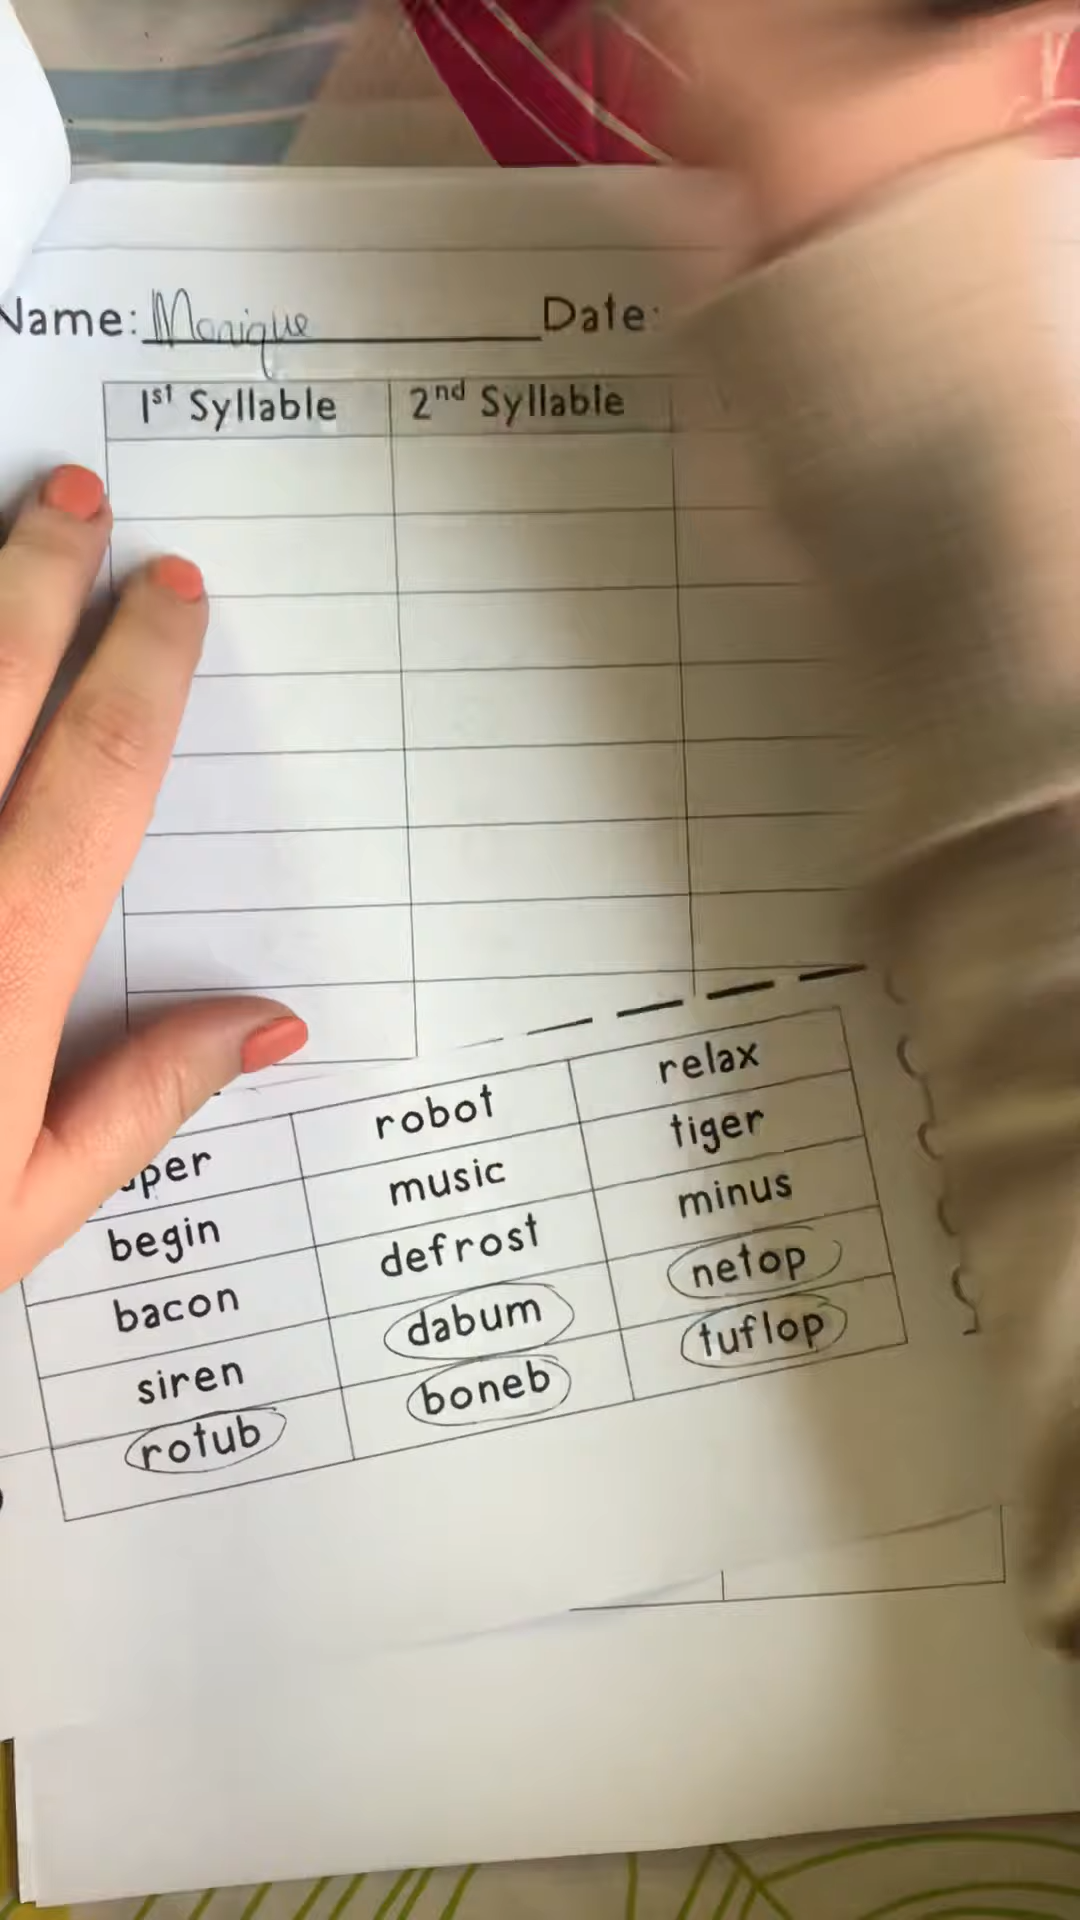 Name: Monique Date:
1st Syllable 2nd Syllable
robot relax
begin music tiger
bacon defrost minus
siren dabum netop
rotub boneb tuflop